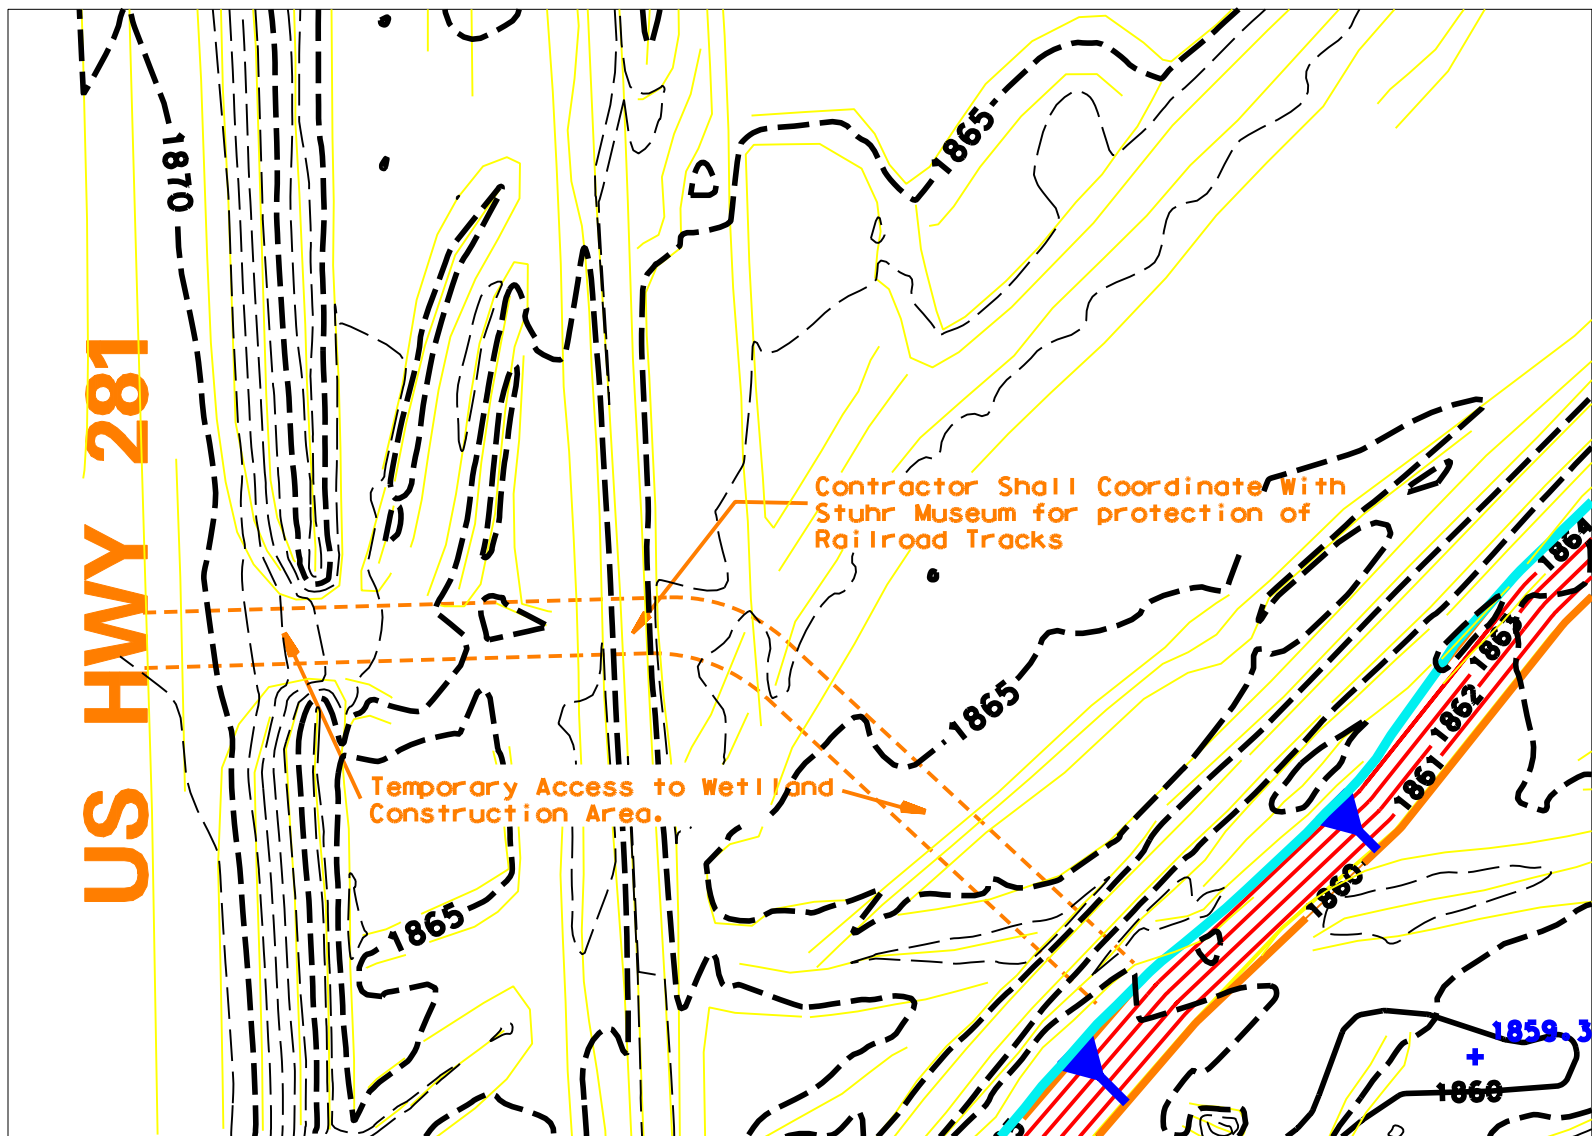 1870
1865
US HWY 281
Contractor Shall Coordinate With
Stuhr Museum for protection of
Railroad Tracks
1864
1863
1862
1865
1861
Temporary Access to Wetlland
Construction Area.
1860
1865
1859.3
1860